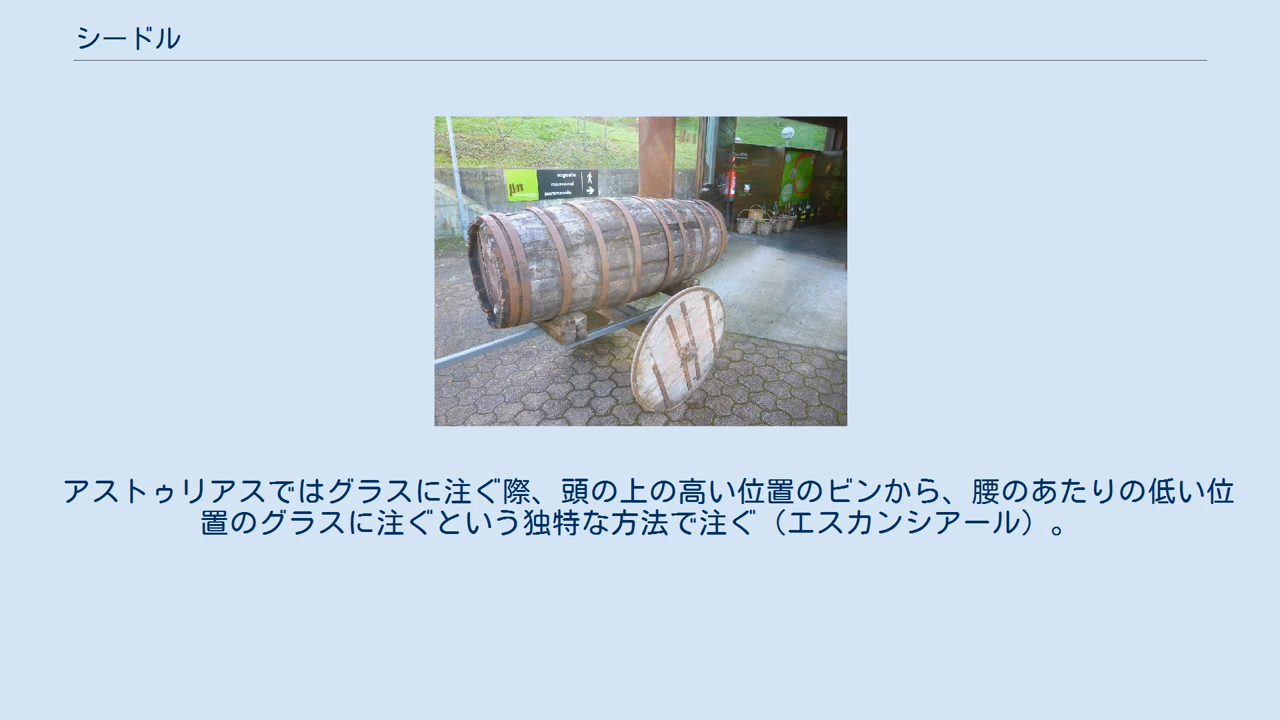 シードル
アストゥリアスではグラスに注ぐ際、頭の上の高い位置のビンから、腰のあたりの低い位
置のグラスに注ぐという独特な方法で注ぐ（エスカンシアール）。